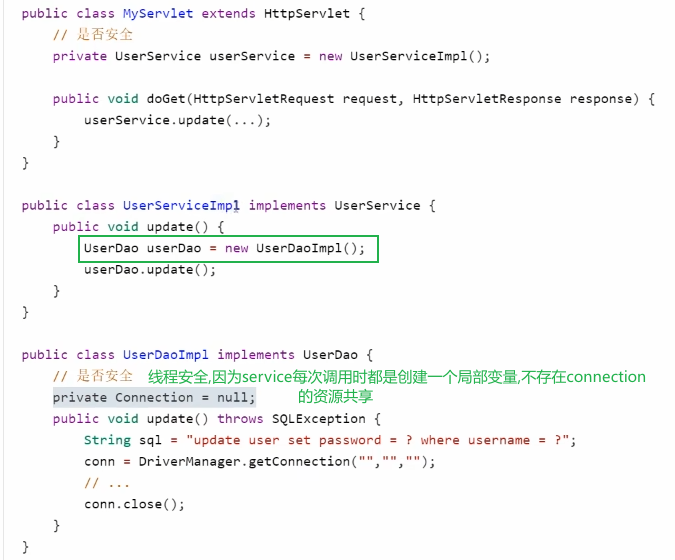 public class MyServlet extends HttpServlet {
// 是否安全
private UserService userService = new UserServiceImpl();
public void doGet(HttpServletRequest request, HttpServletResponse response) {
userService.update(...);
}
}
public class UserServiceImpl implements UserService {
public void update() {
UserDao userDao = new UserDaoImpl();
userDao.update();
}
}
public class UserDaoImpl implements UserDao {
// 是否安全 线程安全,因为service每次调用时都是创建一个局部变量,不存在connection
private Connection = null; 的资源共享
public void update() throws SQLException {
String sql = "update user set password = ? where username = ?";
conn = DriverManager.getConnection("","","");
// ...
conn.close();
}
}